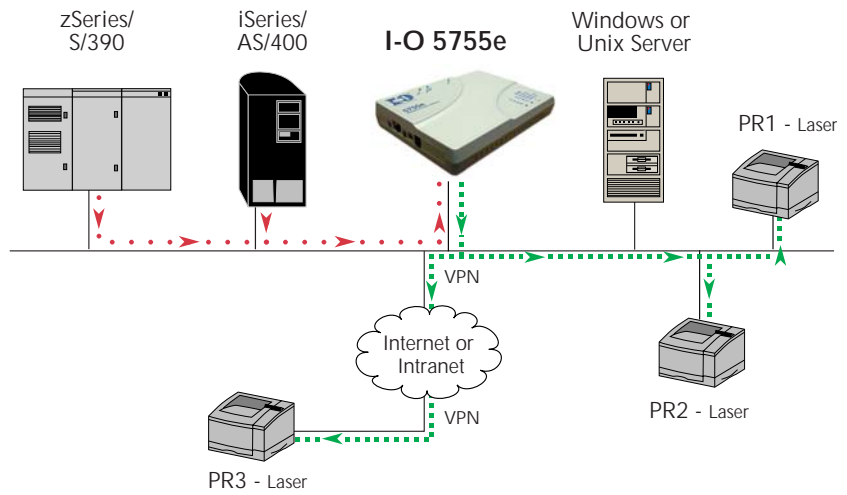 zSeries/
S/390
iSeries/
AS/400
I-O 5755e
Windows or
Unix Server
5755e
PR1 - Laser
VPN
Internet or
Intranet
PR2 - Laser
VPN
PR3 - Laser